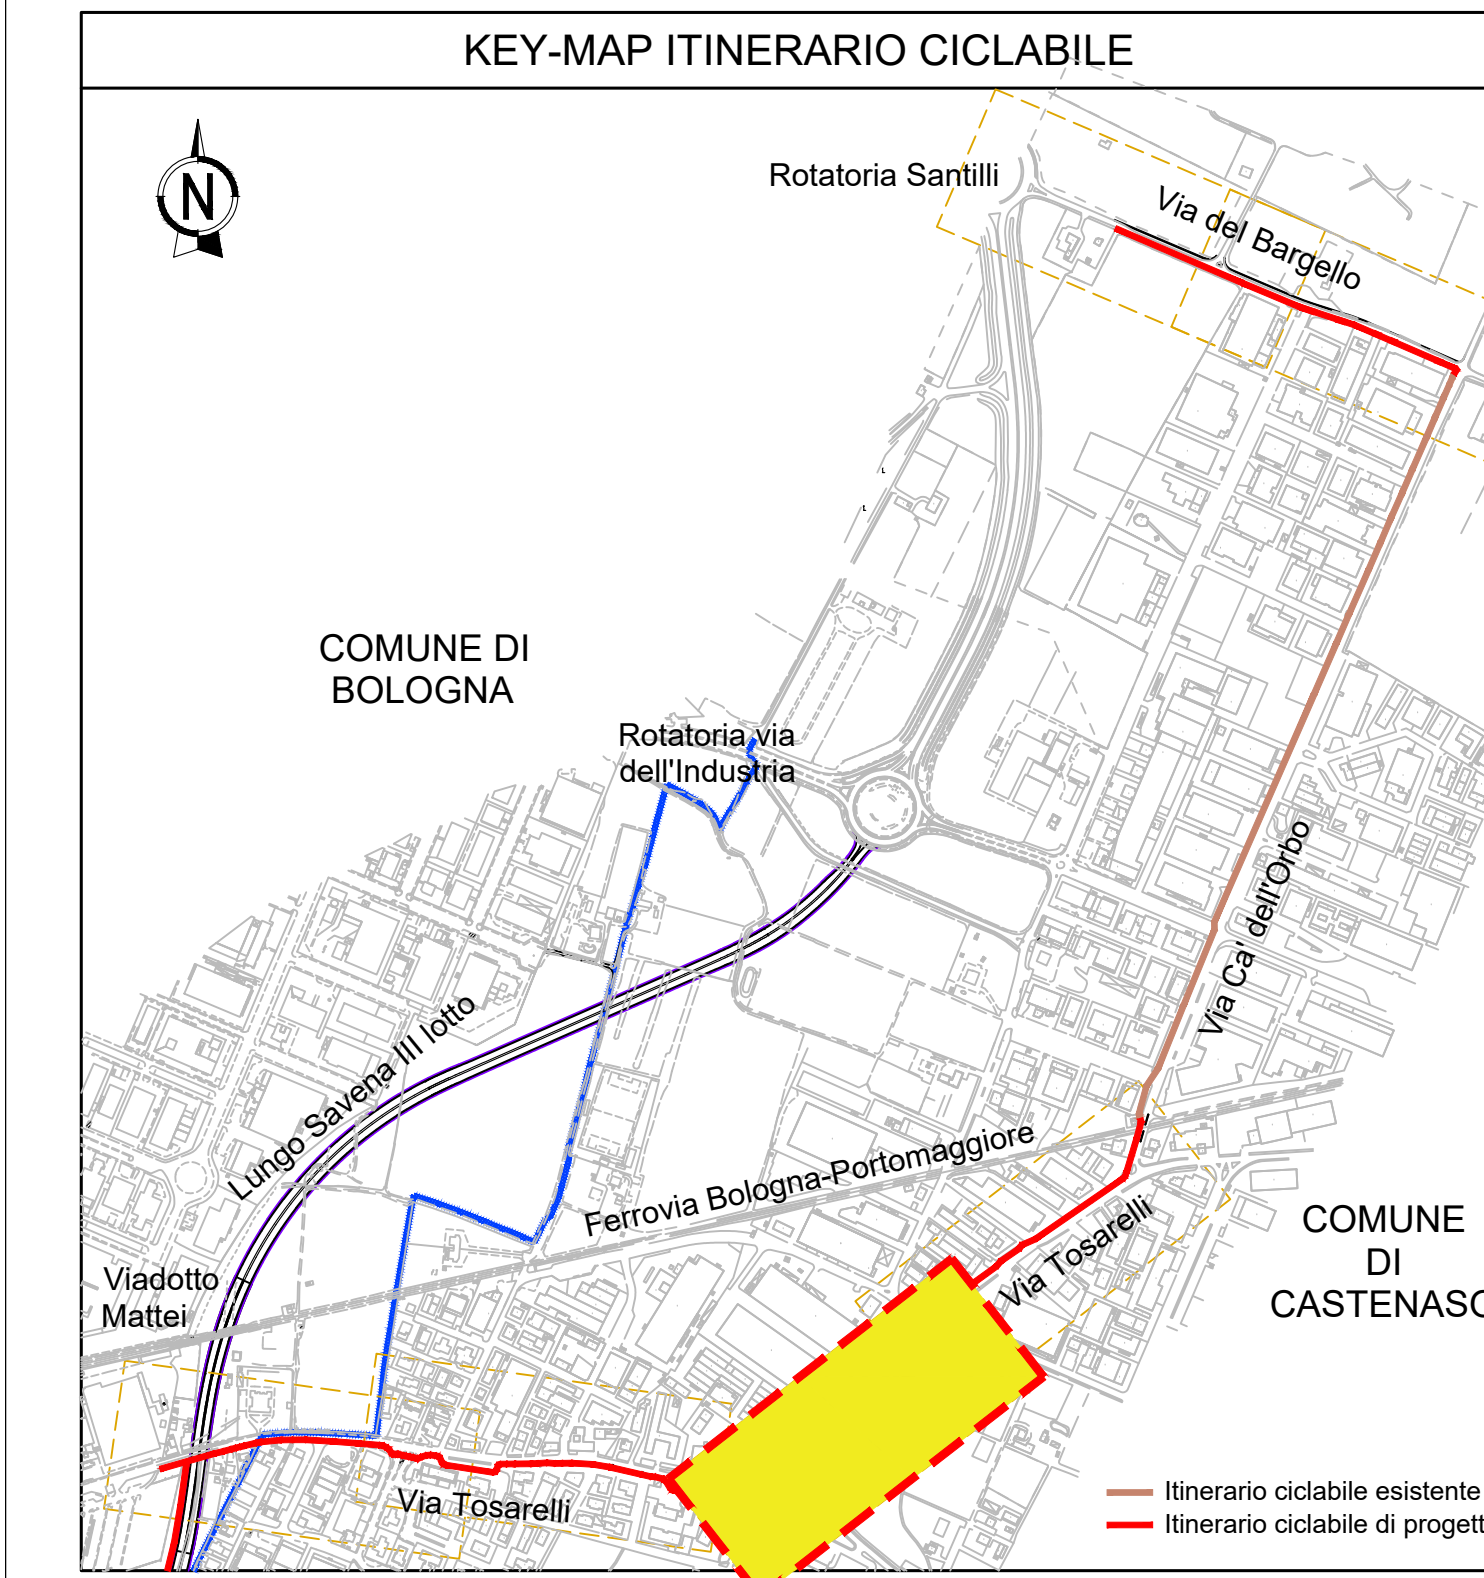 KEY-MAP ITINERARIO CICLABILE
N
Rotatoria Santilli
Via del Bargello
COMUNE DI
BOLOGNA
Rotatoria via
dell'Industria
Via Ca' dell'Orbo
Lungo Savena III lotto
Ferrovia Bologna-Portomaggiore
Via Tosarelli
COMUNE
DI
CASTENASO
Viadotto
Mattei
Via Tosarelli
Itinerario ciclabile esistente
Itinerario ciclabile di progett